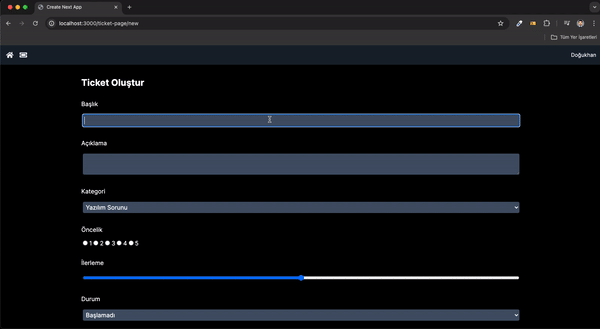 Create Next App
localhost:3000/ticket-page/new
Tüm Yer İşaretleri
Doğukhan
Ticket Oluştur
Başlık
Açıklama
Kategori
Yazılım Sorunu
Öncelik
1 2 3 4 5
İlerleme
Durum
Başlamadı